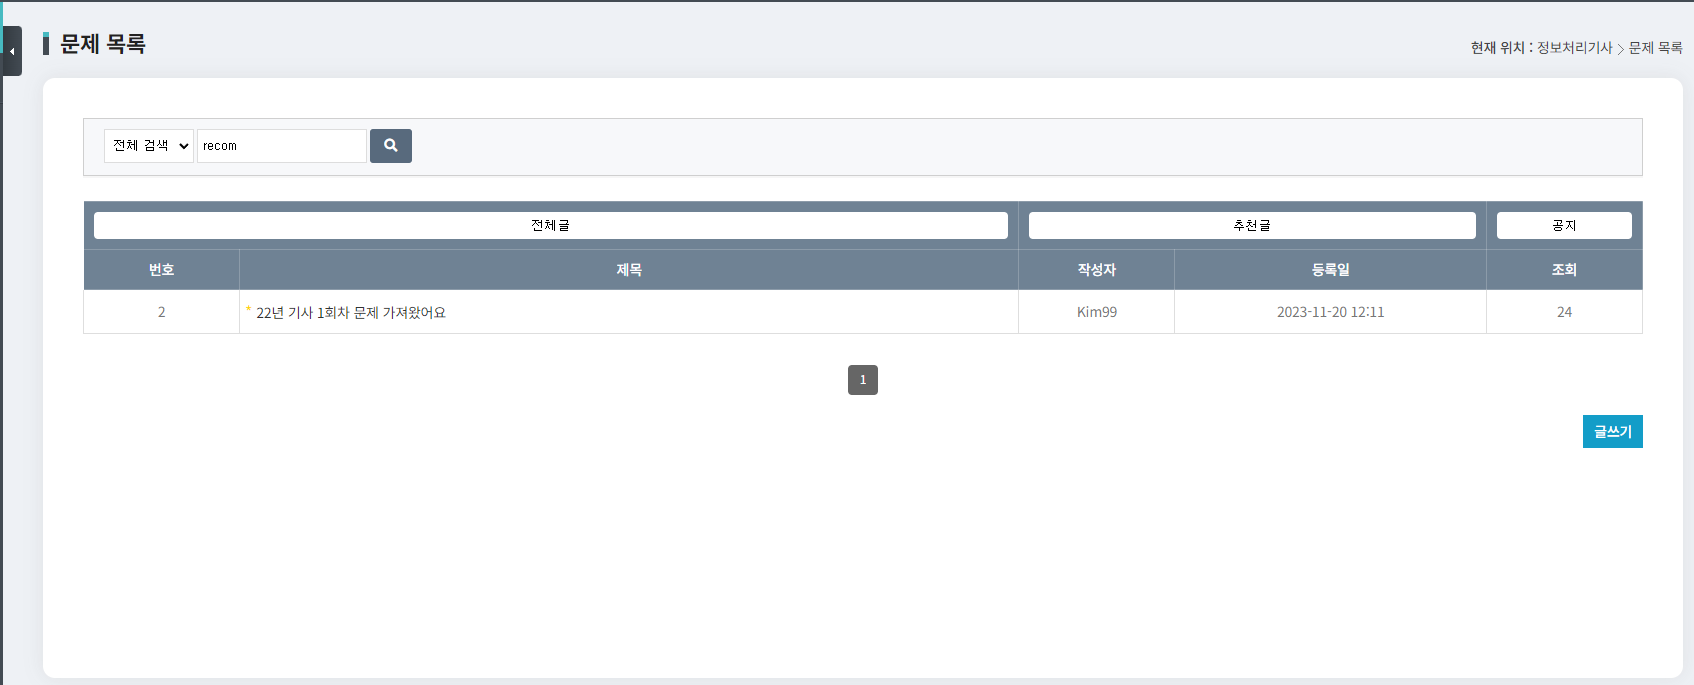 문제 목록
현재 위치 : 정보처리기사 > 문제 목록
전체 검색 recom
전체글 추천글 공지
번호 제목 작성자 등록일 조회
2 * 22년 기사 1회차 문제 가져왔어요 Kim99 2023-11-20 12:11 24
1
글쓰기